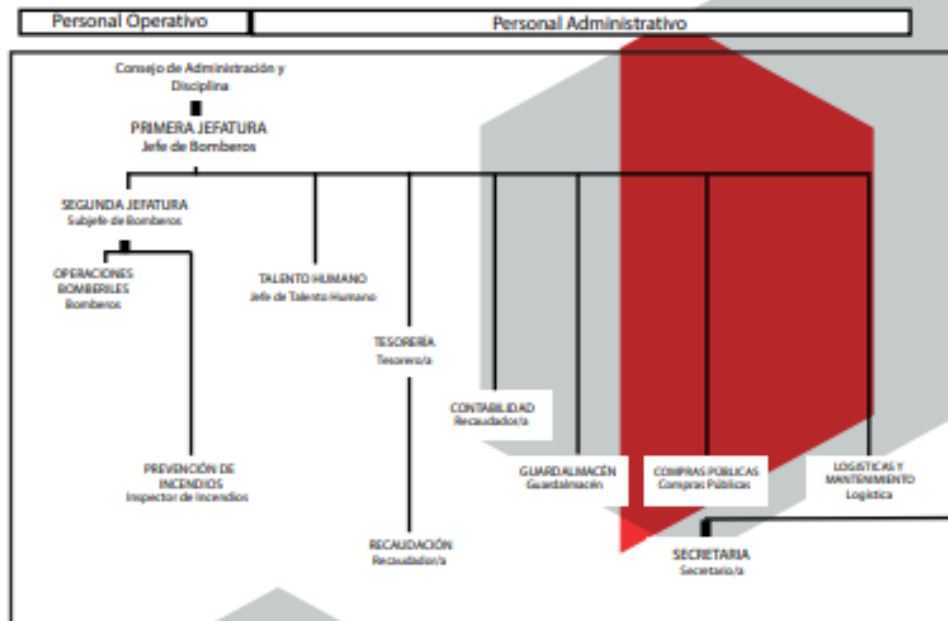 Personal Operativo
Personal Administrativo
Consejo de Administración y
Disciplina
PRIMERA JEFATURA
Jefe de Bomberos
SEGUNDA JEFATURA
Subjefe de Bomberos
OPERACIONES
BOMBERILES
Bomberos
TALENTO HUMANO
Jefe de Talento Humano
TESORERÍA
Tesorero/a
CONTABILIDAD
Recaudador/a
PREVENCIÓN DE
INCENDIOS
Inspector de Incendios
GUARDALMACÉN
Guardalmacén
COMPRAS PÚBLICAS
Compras Públicas
LOGISTICAS Y
MANTENIMIENTO
Logística
RECAUDACIÓN
Recaudador/a
SECRETARIA
Secretario/a